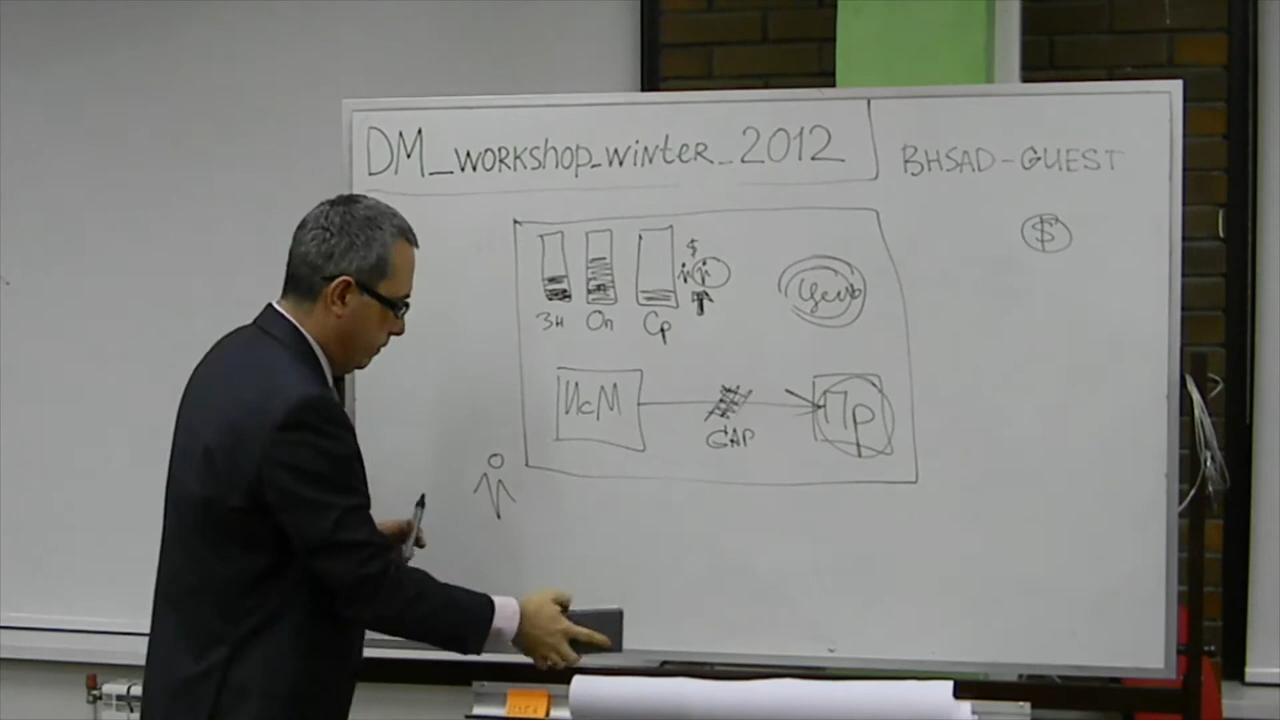 DM_WORKSHOP_WINTER_2012
BHSAD-GUEST
$
$
Зн Оп Ср
Цель
ИсМ
Пр
GAP